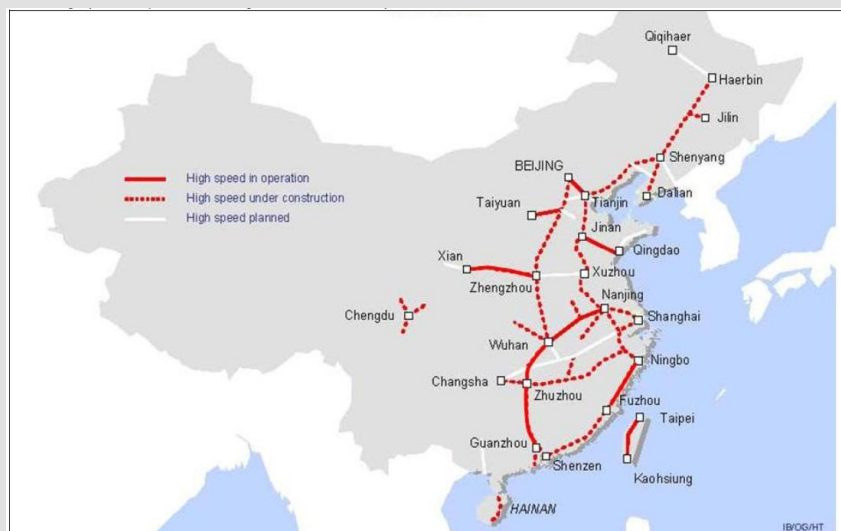 Qiqihaer
Haerbin
Jilin
Shenyang
BEIJING
Dalian
Tianjin
Taiyuan
Jinan
Qingdao
Xian
Zhengzhou
Xuzhou
Nanjing
Chengdu
Shanghai
Wuhan
Ningbo
Changsha
Zhuzhou
Fuzhou
Taipei
Guanzhou
Shenzen
Kaohsiung
HAINAN
High speed in operation
High speed under construction
High speed planned
IB/OG/HT